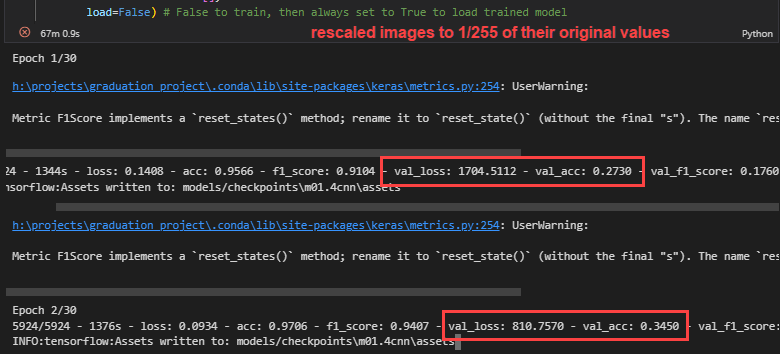 load=False) # False to train, then always set to True to load trained model
rescaled images to 1/255 of their original values
67m 0.9s
Python
Epoch 1/30
h:\projects\graduation_project\.conda\lib\site-packages\keras\metrics.py:254: UserWarning:
Metric F1Score implements a `reset_states()` method; rename it to `reset_state()` (without the final "s"). The name `res
24 - 1344s - loss: 0.1408 - acc: 0.9566 - f1_score: 0.9104 - val_loss: 1704.5112 - val_acc: 0.2730 - val_f1_score: 0.1760
nsorflow:Assets written to: models/checkpoints\m01.4cnn\assets
h:\projects\graduation_project\.conda\lib\site-packages\keras\metrics.py:254: UserWarning:
Metric F1Score implements a `reset_states()` method; rename it to `reset_state()` (without the final "s"). The name `res
Epoch 2/30
5924/5924 - 1376s - loss: 0.0934 - acc: 0.9706 - f1_score: 0.9407 - val_loss: 810.7570 - val_acc: 0.3450 - val_f1_scor
INFO:tensorflow:Assets written to: models/checkpoints\m01.4cnn\assets